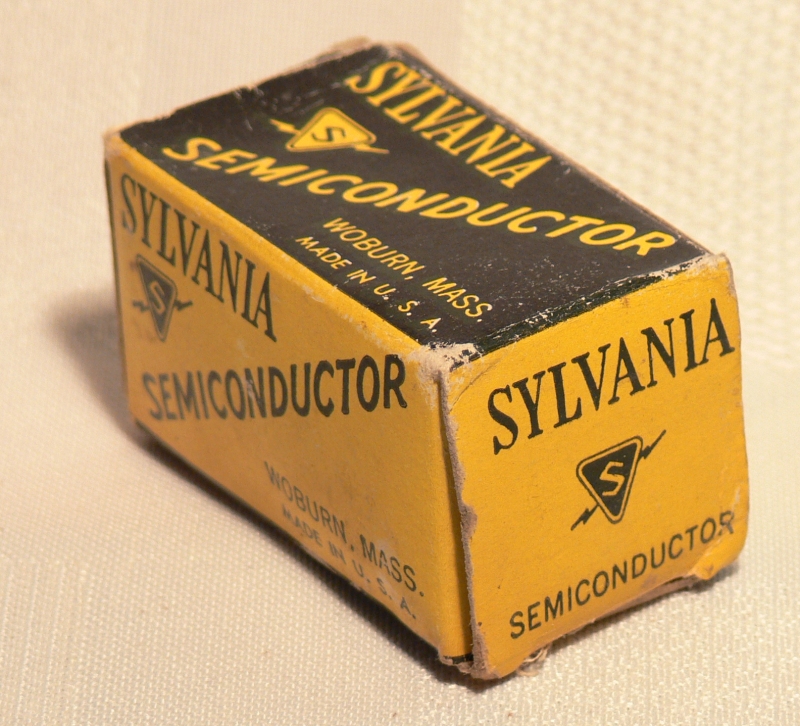 SYLVANIA
S
SEMICONDUCTOR
WOBURN, MASS.
MADE IN U. S. A.
SYLVANIA
S
SEMICONDUCTOR
WOBURN, MASS.
MADE IN U. S. A.
SYLVANIA
S
SEMICONDUCTOR